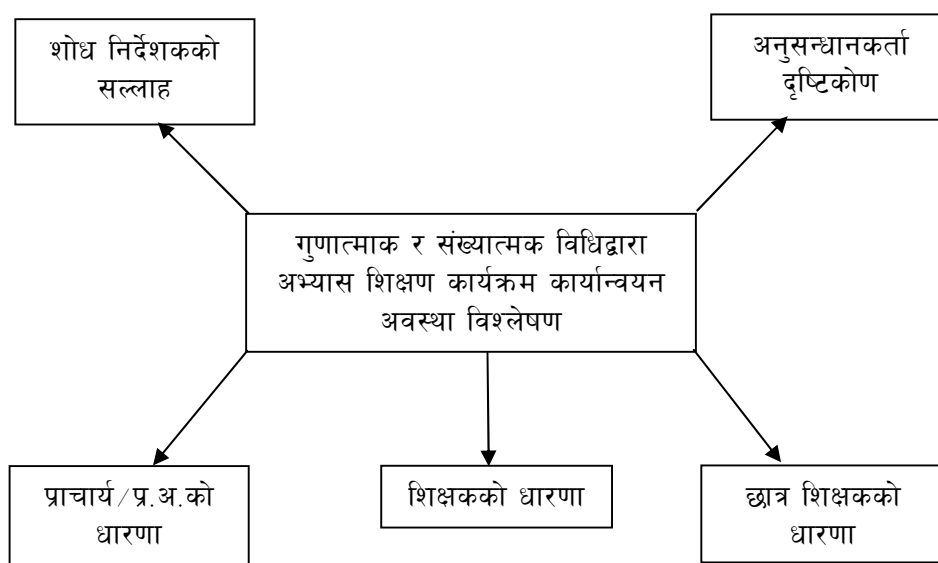 शोध निर्देशकको
सल्लाह
अनुसन्धानकर्ता
दृष्टिकोण
गुणात्माक र संख्यात्मक विधिद्वारा
अभ्यास शिक्षण कार्यक्रम कार्यान्वयन
अवस्था विश्लेषण
प्राचार्य/प्र.अ.को
धारणा
शिक्षकको धारणा
छात्र शिक्षकको
धारणा